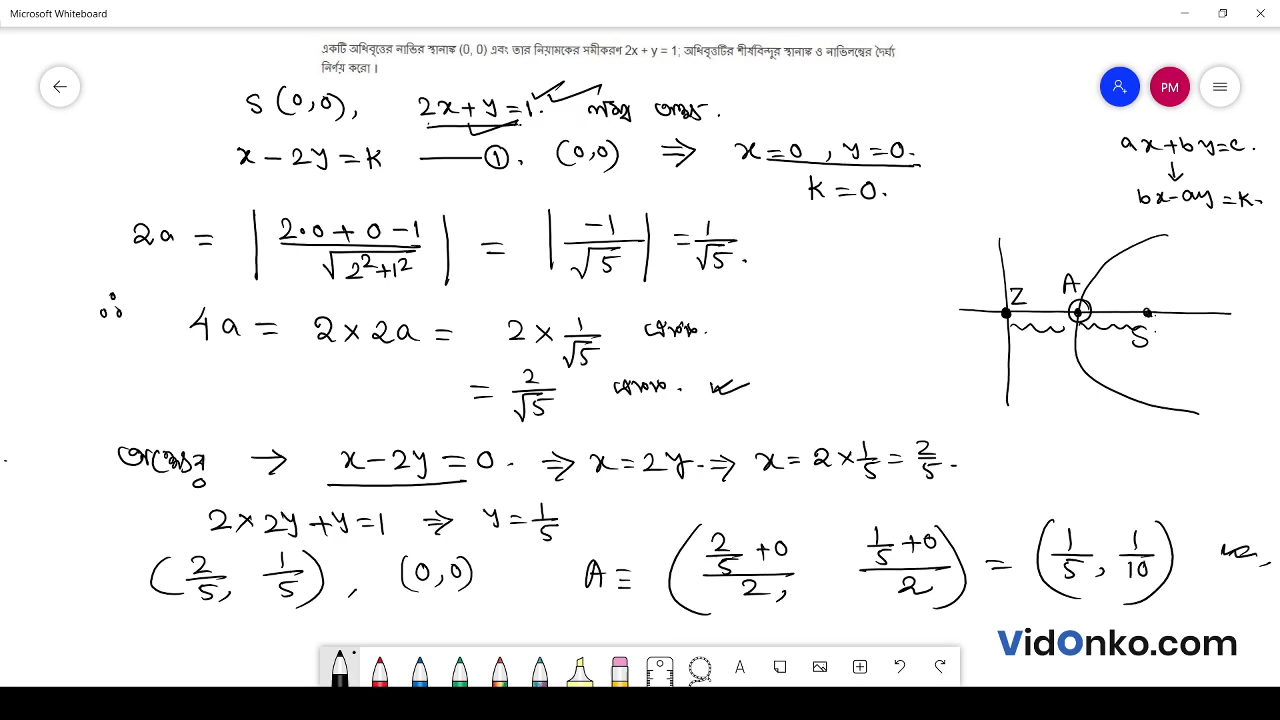 Microsoft Whiteboard
একটি অধিবৃত্তের নাভির স্থানাঙ্ক (0, 0) এবং তার নিয়ামকের সমীকরণ 2x + y = 1; অধিবৃত্তটির শীর্ষবিন্দুর স্থানাঙ্ক ও নাভিলম্বের দৈর্ঘ্য
নির্ণয় করো ।
PM
S (0,0), 2x+y=1.
x − 2y = k ——① . (0,0) ⇒ x=0 , y=0.
k=0.
ax+by=c.
↓
bx-ay=k.
2a = | 2·0 + 0 −1 / √2²+1² | = | −1 / √5 | = 1/√5 .
∴ 4a = 2 × 2a = 2 × 1/√5
= 2/√5
Z A S
→ x−2y = 0 . ⇒ x = 2y. ⇒ x = 2 × 1/5 = 2/5 .
2 × 2y + y = 1 ⇒ y = 1/5
(2/5, 1/5) , (0,0) A ≡ ( 2/5 +0 / 2, 1/5 +0 / 2 ) = ( 1/5, 1/10 )
VidOnko.com
A